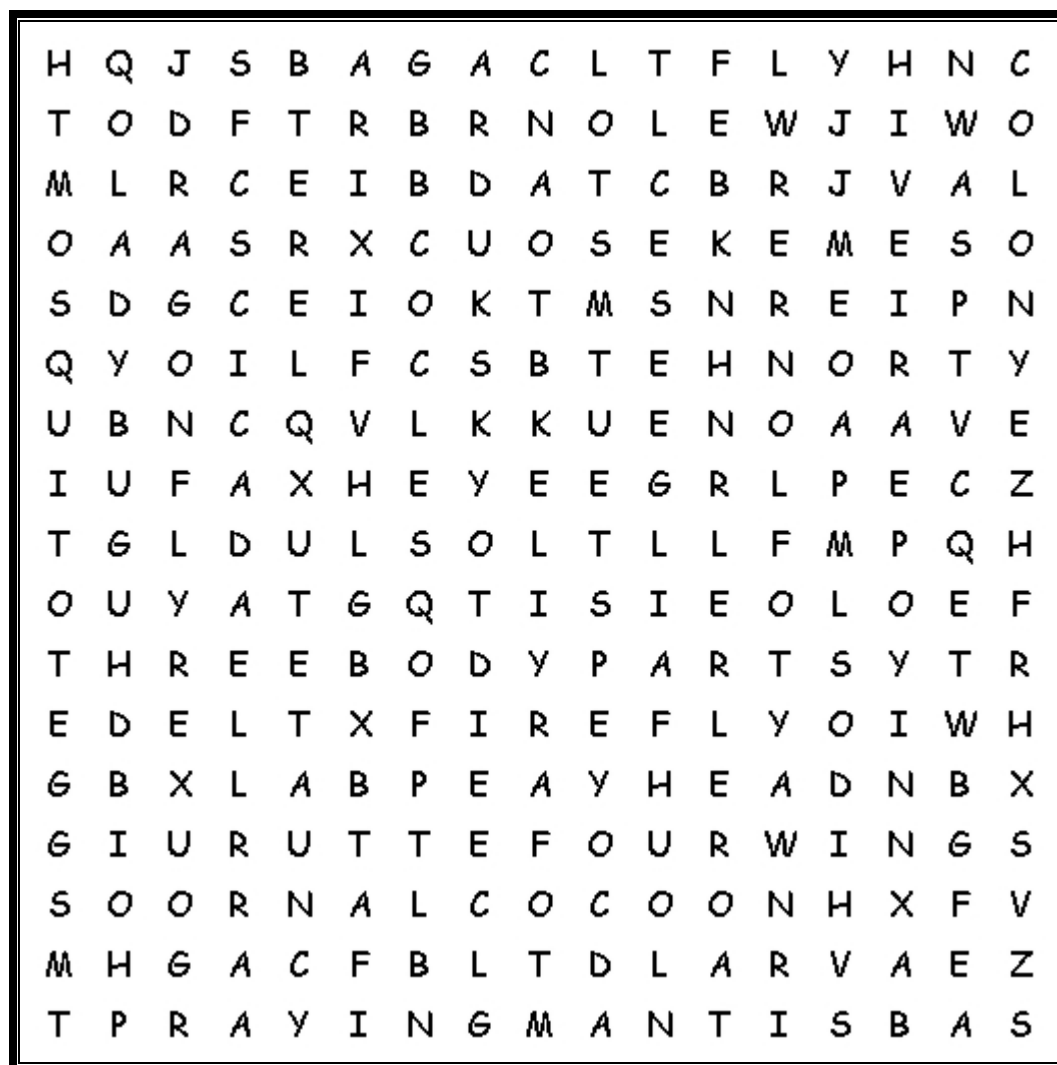 H Q J S B A G A C L T F L Y H N C
T O D F T R B R N O L E W J I W O
M L R C E I B D A T C B R J V A L
O A A S R X C U O S E K E M E S O
S D G C E I O K T M S N R E I P N
Q Y O I L F C S B T E H N O R T Y
U B N C Q V L K K U E N O A A V E
I U F A X H E Y E E G R L P E C Z
T G L D U L S O L T L L F M P Q H
O U Y A T G Q T I S I E O L O E F
T H R E E B O D Y P A R T S Y T R
E D E L T X F I R E F L Y O I W H
G B X L A B P E A Y H E A D N B X
G I U R U T T E F O U R W I N G S
S O O R N A L C O C O O N H X F V
M H G A C F B L T D L A R V A E Z
T P R A Y I N G M A N T I S B A S